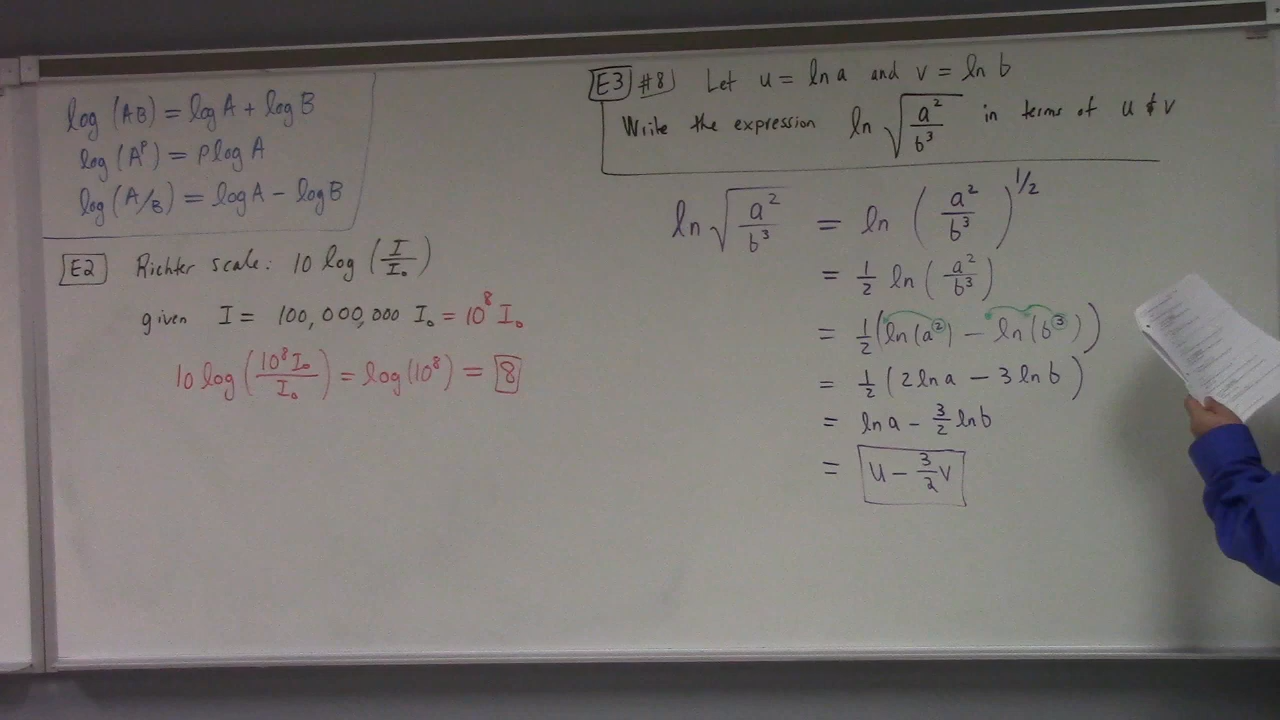 log (AB) = log A + log B
log (A^p) = p log A
log (A/B) = log A − log B
E2 Richter scale: 10 log (I/I₀)
given I = 100,000,000 I₀ = 10⁸ I₀
10 log (10⁸I₀/I₀) = log (10⁸) = 8
E3 #8) Let u = ln a and v = ln b
Write the expression ln √(a²/b³) in terms of u & v
ln √(a²/b³) = ln (a²/b³)^1/2
= 1/2 ln (a²/b³)
= 1/2 (ln(a²) − ln(b³))
= 1/2 (2 ln a − 3 ln b)
= ln a − 3/2 ln b
= u − 3/2 v